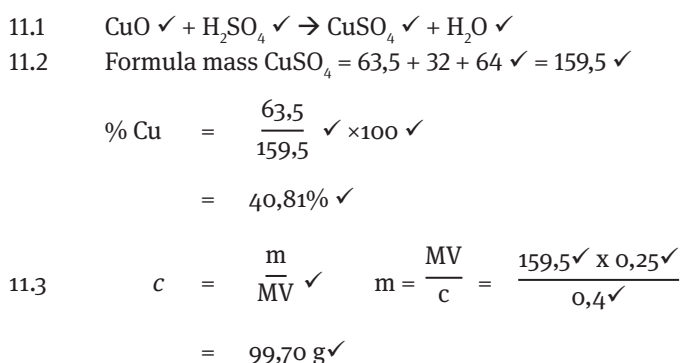 11.1 CuO ✓ + H₂SO₄ ✓ → CuSO₄ ✓ + H₂O ✓
11.2 Formula mass CuSO₄ = 63,5 + 32 + 64 ✓ = 159,5 ✓
% Cu = 63,5/159,5 ✓ ×100 ✓
= 40,81% ✓
11.3 c = m/MV ✓ m = MV/c = 159,5✓ x 0,25✓/0,4✓
= 99,70 g✓